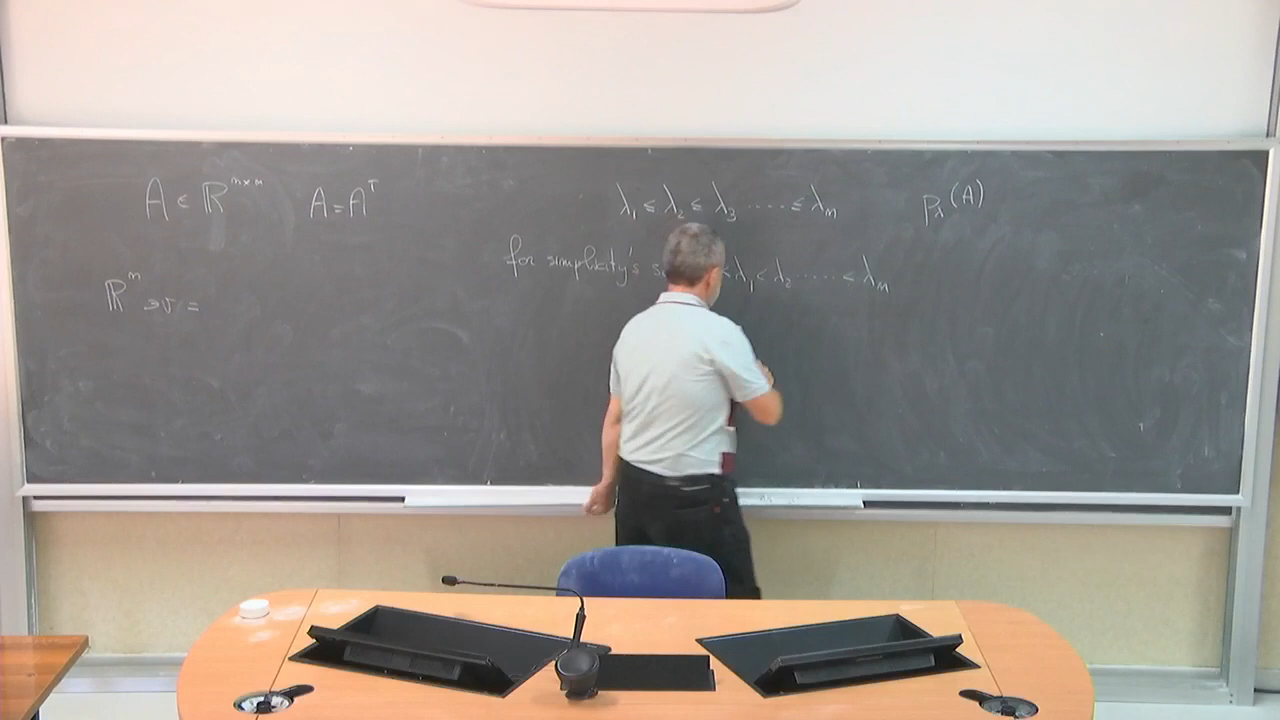 A ∈ ℝ^{m×m} A = A^T λ₁ ≤ λ₂ ≤ λ₃ ..... ≤ λ_m p_λ(A)
for simplicity's < λ₁ < λ₂ ...... < λ_m
ℝ^m ∋ v =